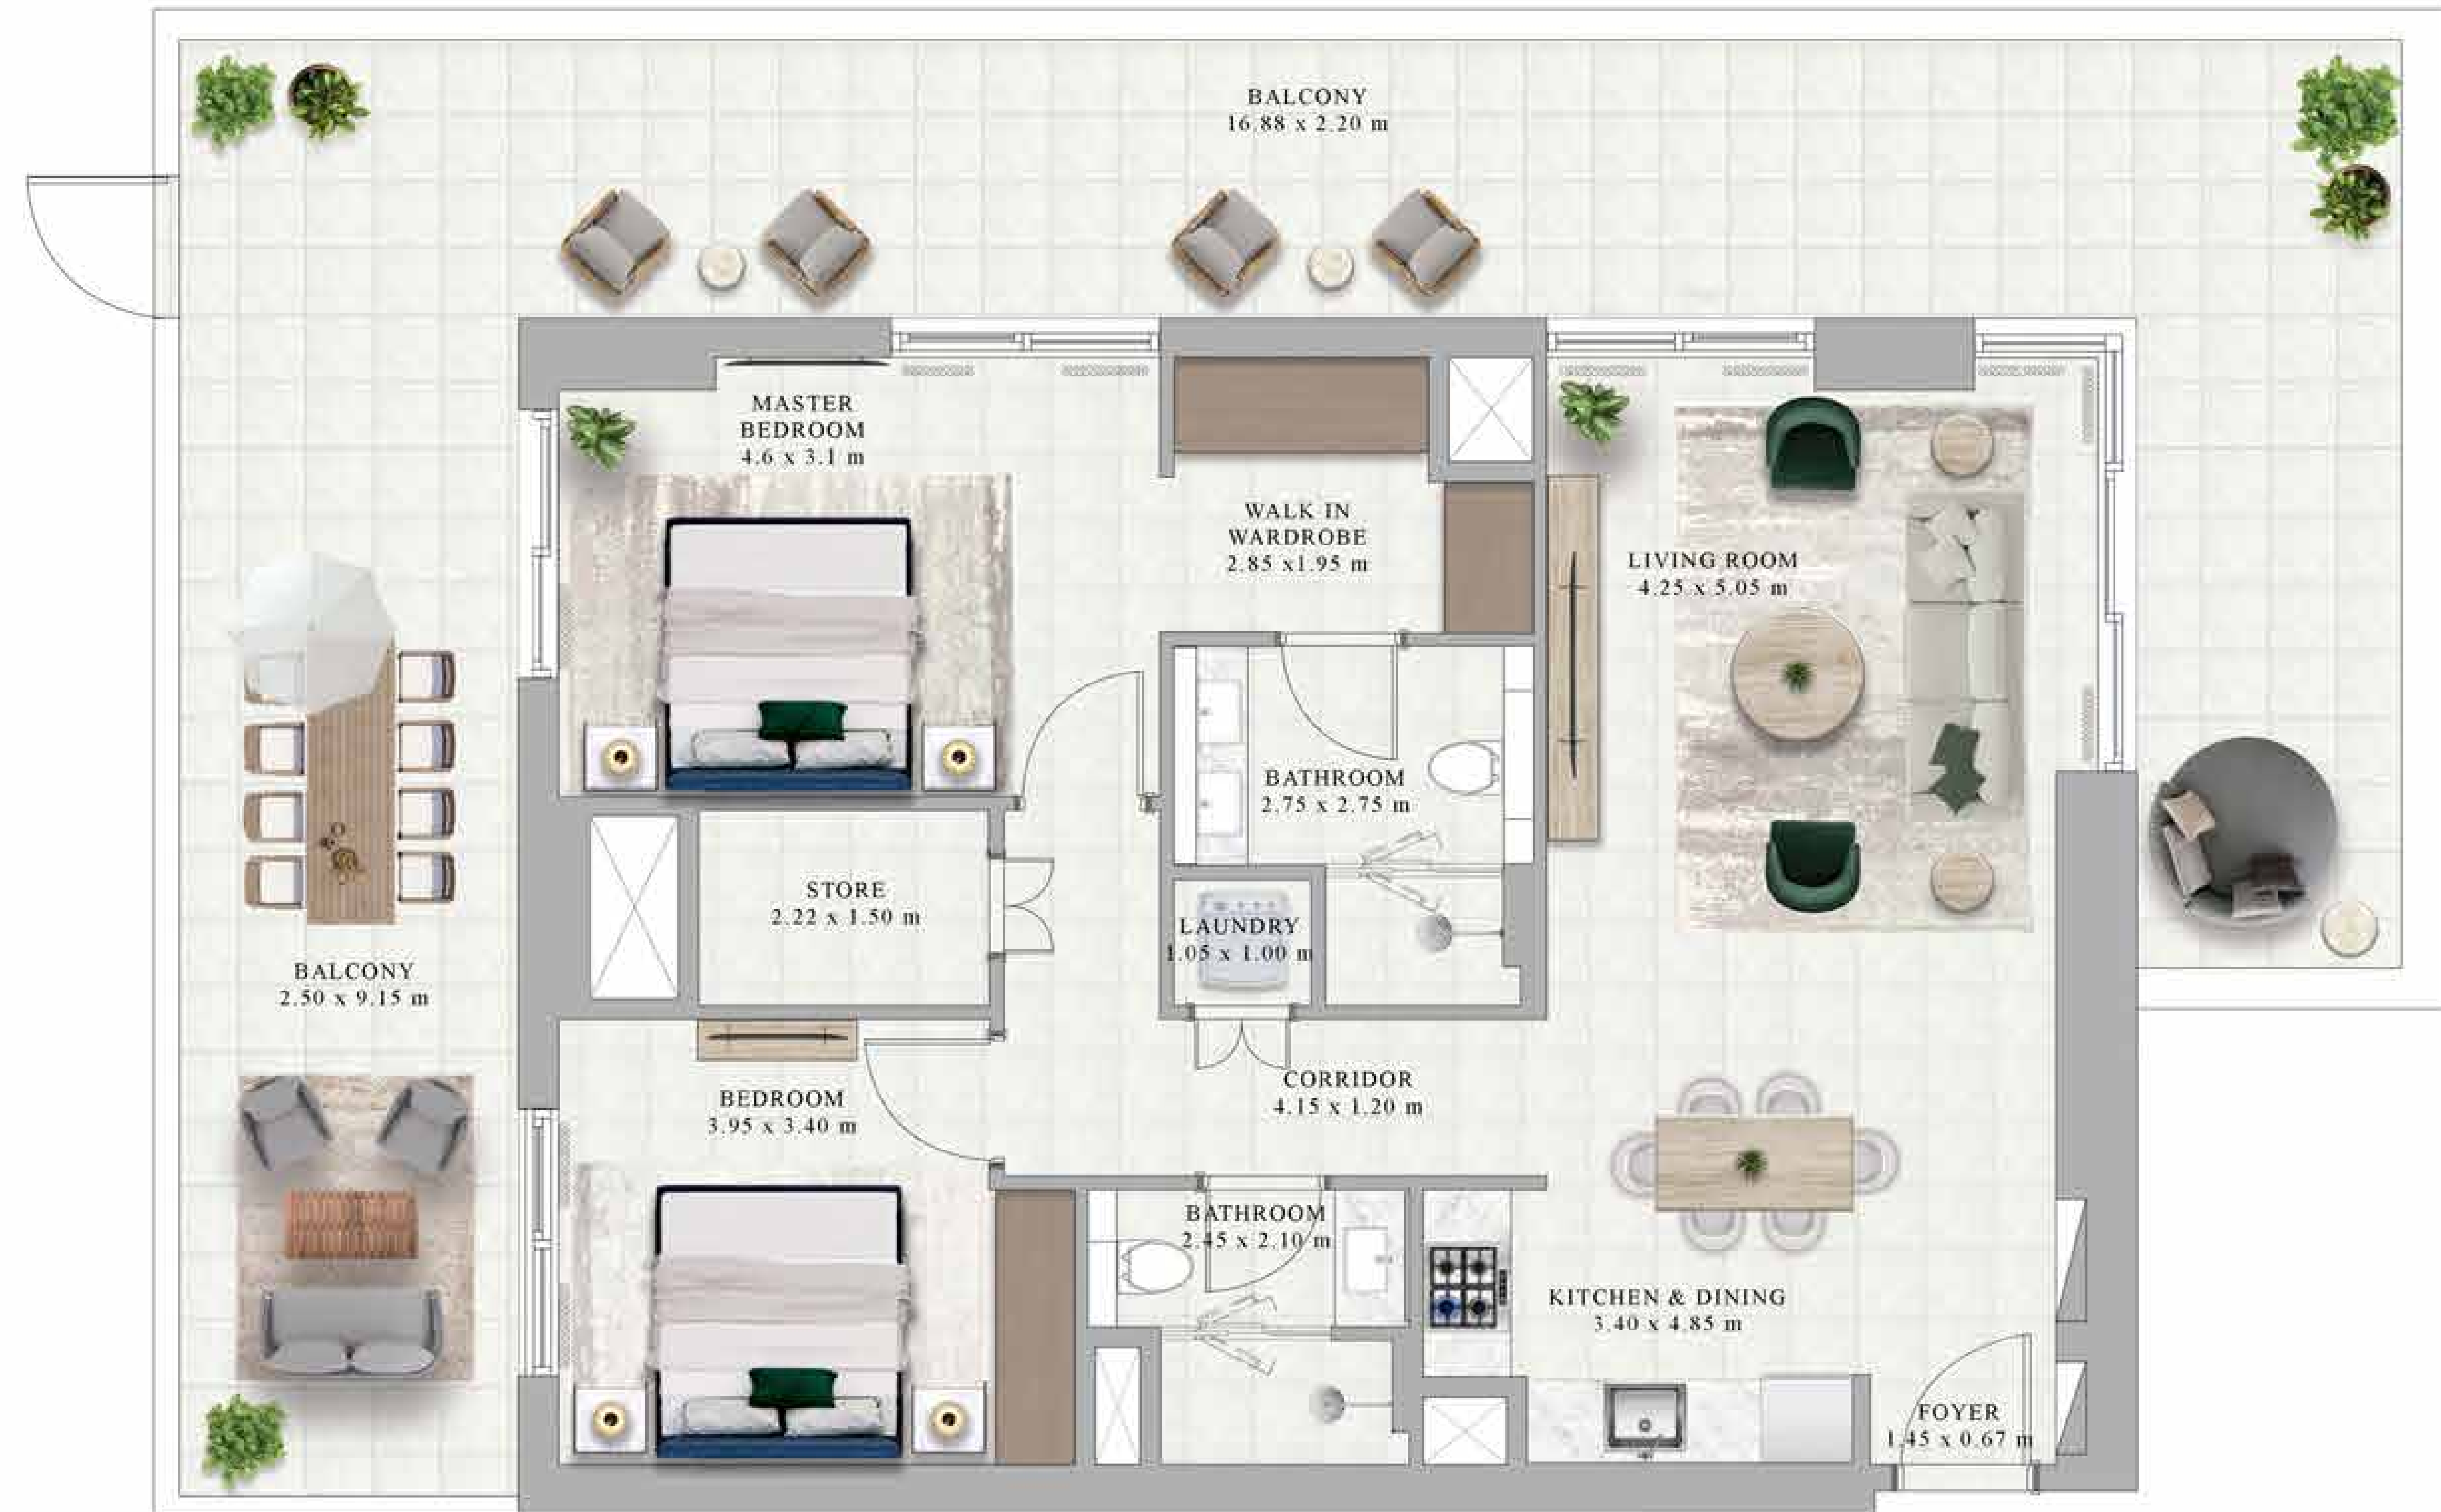 BALCONY
16.88 x 2.20 m
MASTER
BEDROOM
4.6 x 3.1 m
WALK IN
WARDROBE
2.85 x1.95 m
LIVING ROOM
4.25 x 5.05 m
BATHROOM
2.75 x 2.75 m
STORE
2.22 x 1.50 m
LAUNDRY
1.05 x 1.00 m
BALCONY
2.50 x 9.15 m
BEDROOM
3.95 x 3.40 m
CORRIDOR
4.15 x 1.20 m
BATHROOM
2.45 x 2.10 m
KITCHEN & DINING
3.40 x 4.85 m
FOYER
1.45 x 0.67 m